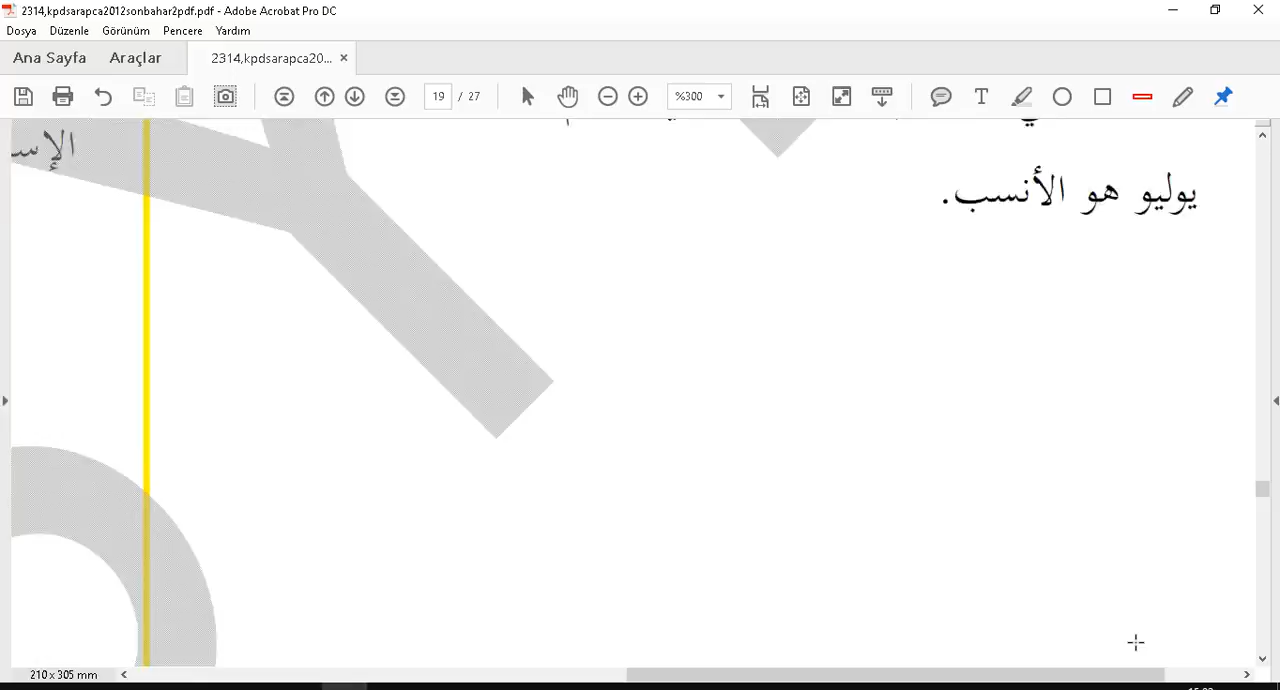 2314,kpdsarapca2012sonbahar2pdf.pdf - Adobe Acrobat Pro DC
Dosya Düzenle Görünüm Pencere Yardım
Ana Sayfa Araçlar 2314,kpdsarapca20... ×
19 / 27 %300
يوليو هو الأنسب.
210 x 305 mm